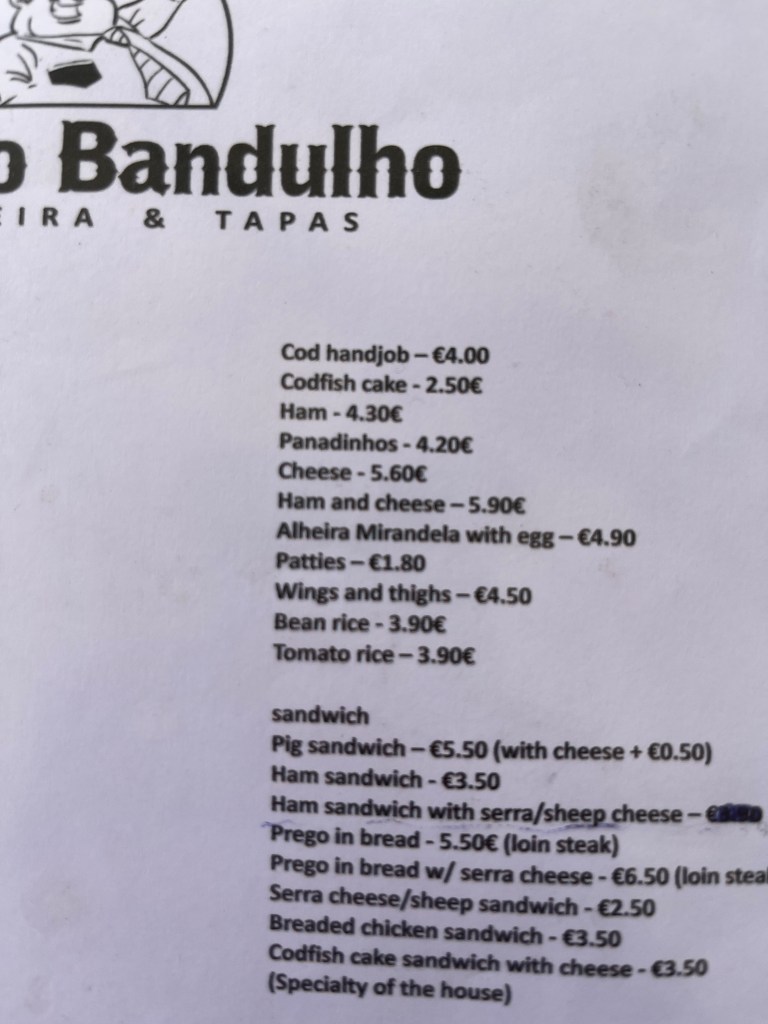 o Bandulho
EIRA & TAPAS
Cod handjob – €4.00
Codfish cake - 2.50€
Ham - 4.30€
Panadinhos - 4.20€
Cheese - 5.60€
Ham and cheese – 5.90€
Alheira Mirandela with egg – €4.90
Patties – €1.80
Wings and thighs – €4.50
Bean rice - 3.90€
Tomato rice – 3.90€
sandwich
Pig sandwich – €5.50 (with cheese + €0.50)
Ham sandwich - €3.50
Ham sandwich with serra/sheep cheese – €
Prego in bread - 5.50€ (loin steak)
Prego in bread w/ serra cheese - €6.50 (loin steak
Serra cheese/sheep sandwich - €2.50
Breaded chicken sandwich - €3.50
Codfish cake sandwich with cheese - €3.50
(Specialty of the house)